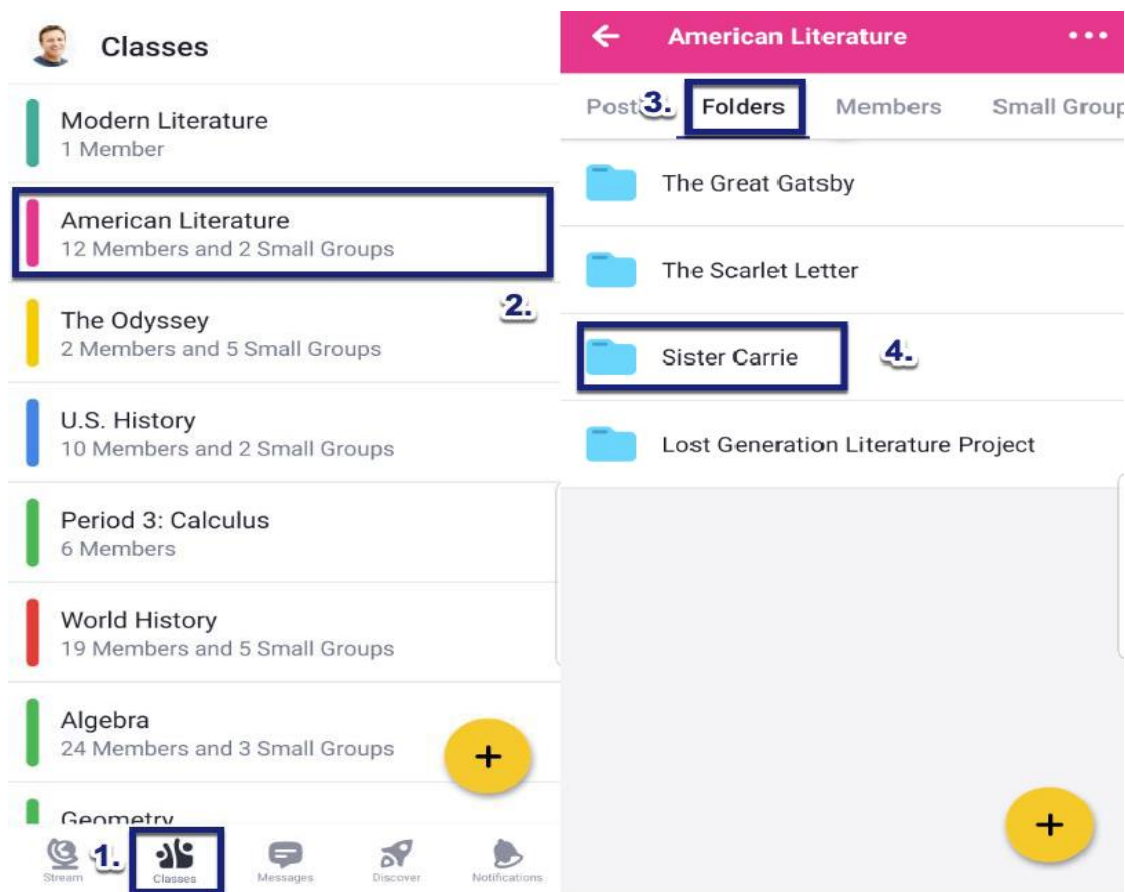 Classes
Modern Literature
1 Member
American Literature
12 Members and 2 Small Groups
2.
The Odyssey
2 Members and 5 Small Groups
U.S. History
10 Members and 2 Small Groups
Period 3: Calculus
6 Members
World History
19 Members and 5 Small Groups
Algebra
24 Members and 3 Small Groups
+
Geometry
1.
Stream
Classes
Messages
Discover
Notifications
American Literature
Post 3. Folders Members Small Group
The Great Gatsby
The Scarlet Letter
Sister Carrie
4.
Lost Generation Literature Project
+